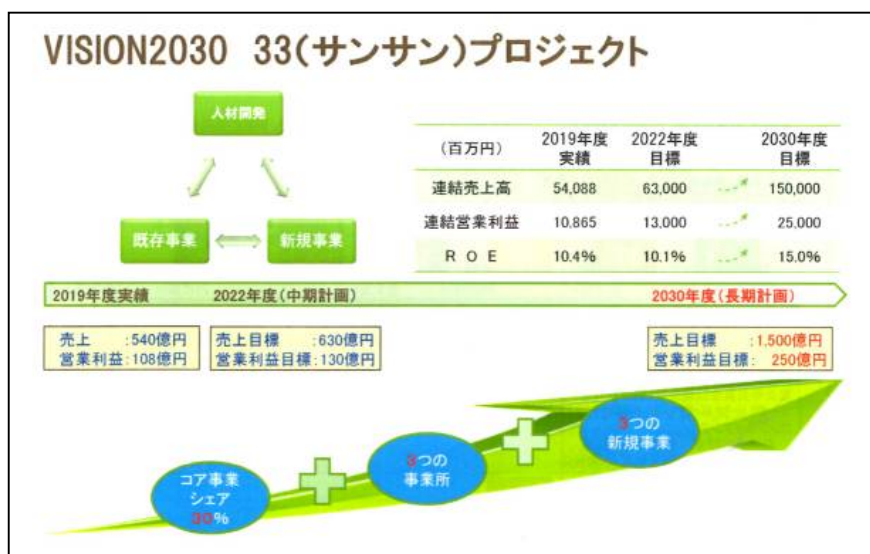 VISION2030 33(サンサン)プロジェクト
人材開発
既存事業
新規事業
(百万円) 2019年度実績 2022年度目標 2030年度目標
連結売上高 54,088 63,000 150,000
連結営業利益 10,865 13,000 25,000
ROE 10.4% 10.1% 15.0%
2019年度実績 2022年度(中期計画) 2030年度(長期計画)
売上 :540億円
営業利益:108億円
売上目標 :630億円
営業利益目標:130億円
売上目標 :1,500億円
営業利益目標: 250億円
コア事業
シェア
30%
3つの
事業所
3つの
新規事業